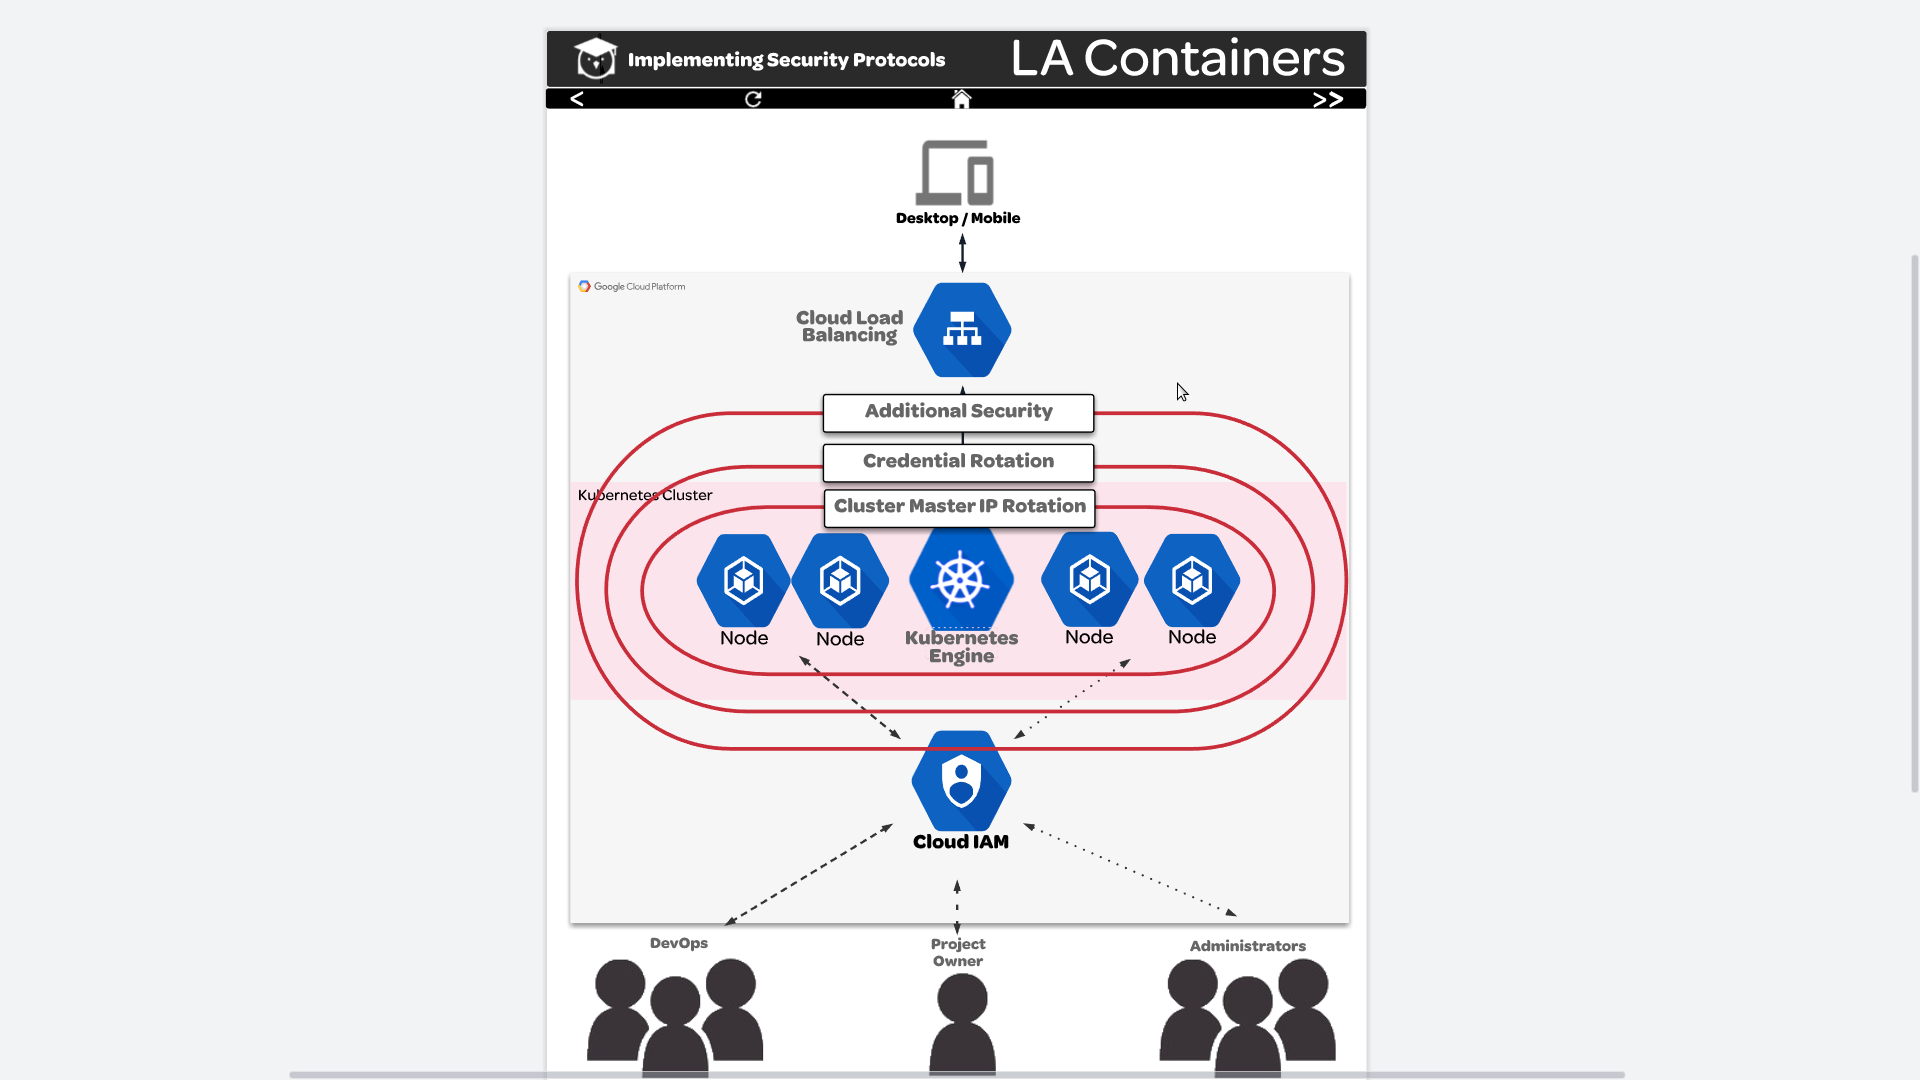 Implementing Security Protocols
LA Containers
<
>>
Desktop / Mobile
Google Cloud Platform
Cloud Load
Balancing
Additional Security
Credential Rotation
Kubernetes Cluster
Cluster Master IP Rotation
Node
Node
Kubernetes
Engine
Node
Node
Cloud IAM
DevOps
Project
Owner
Administrators